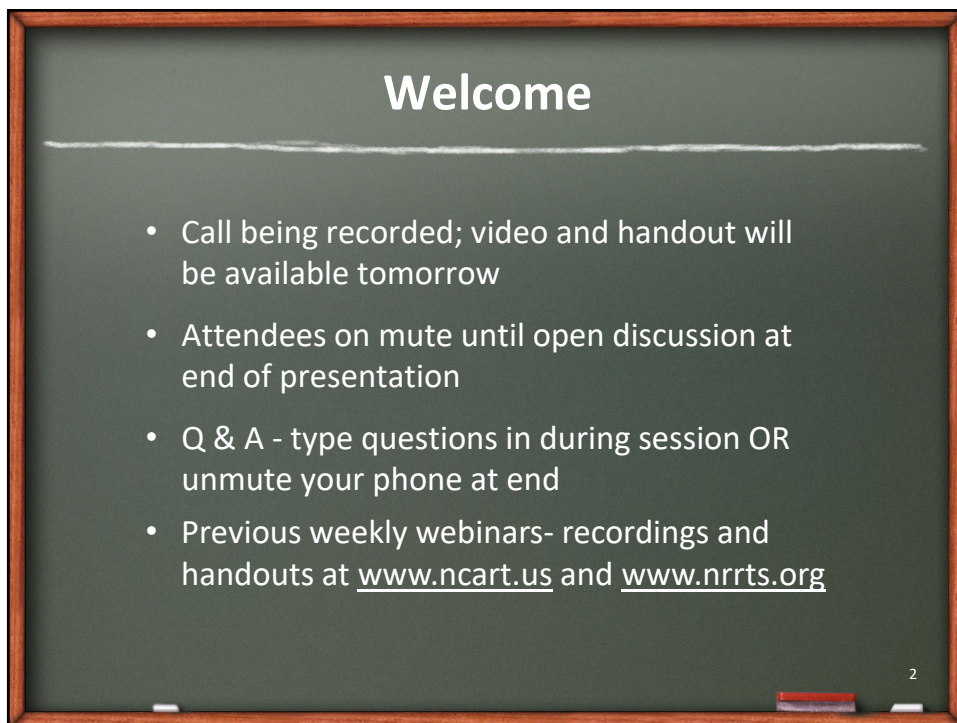 Welcome
• Call being recorded; video and handout will
be available tomorrow
• Attendees on mute until open discussion at
end of presentation
• Q & A - type questions in during session OR
unmute your phone at end
• Previous weekly webinars- recordings and
handouts at www.ncart.us and www.nrrts.org
2